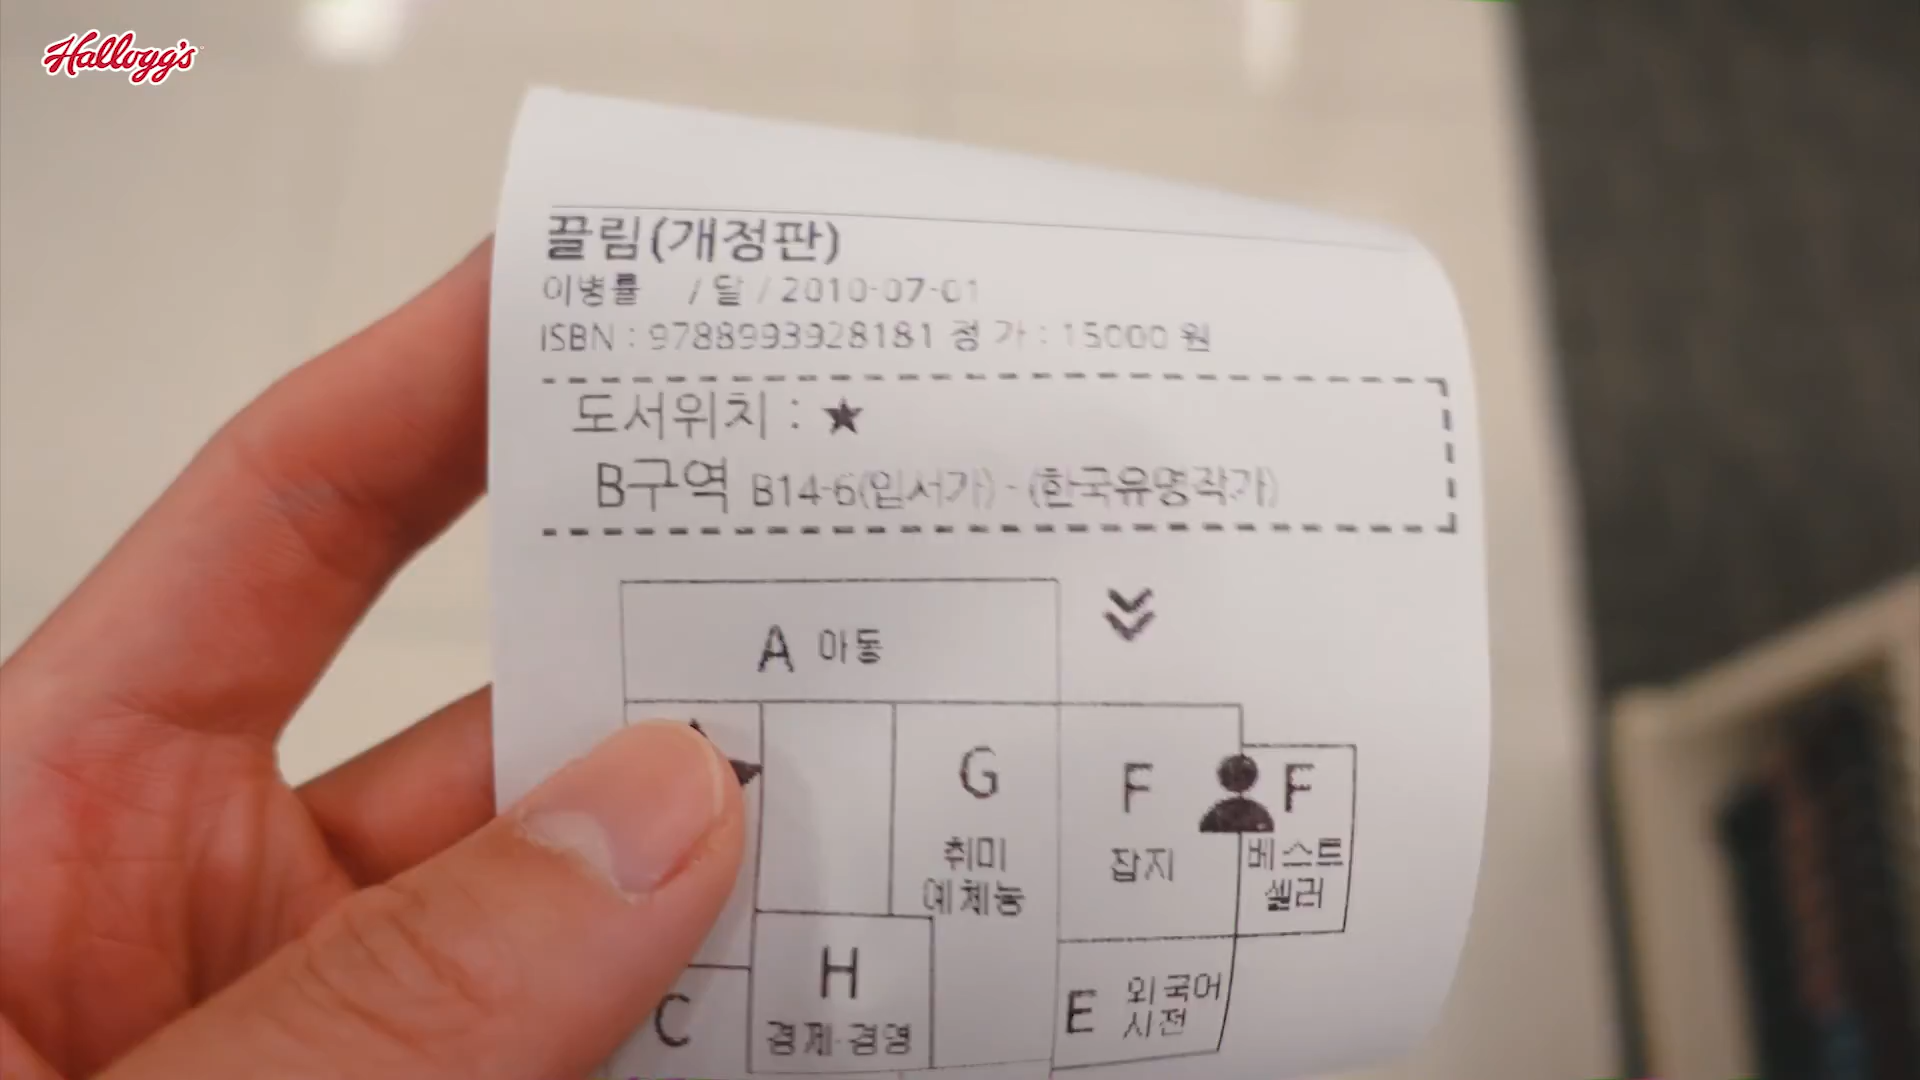 Hallogg's
끌림(개정판)
이병률 / 달 / 2010-07-01
ISBN : 9788993928181 정 가 : 15000 원
도서위치 : ★
B구역 B14-6(입서가) - (한국유명작가)
A 아동
G
취미
예체능
F
잡지
F
베스트
셀러
H
경제·경영
C
E 외국어
사전